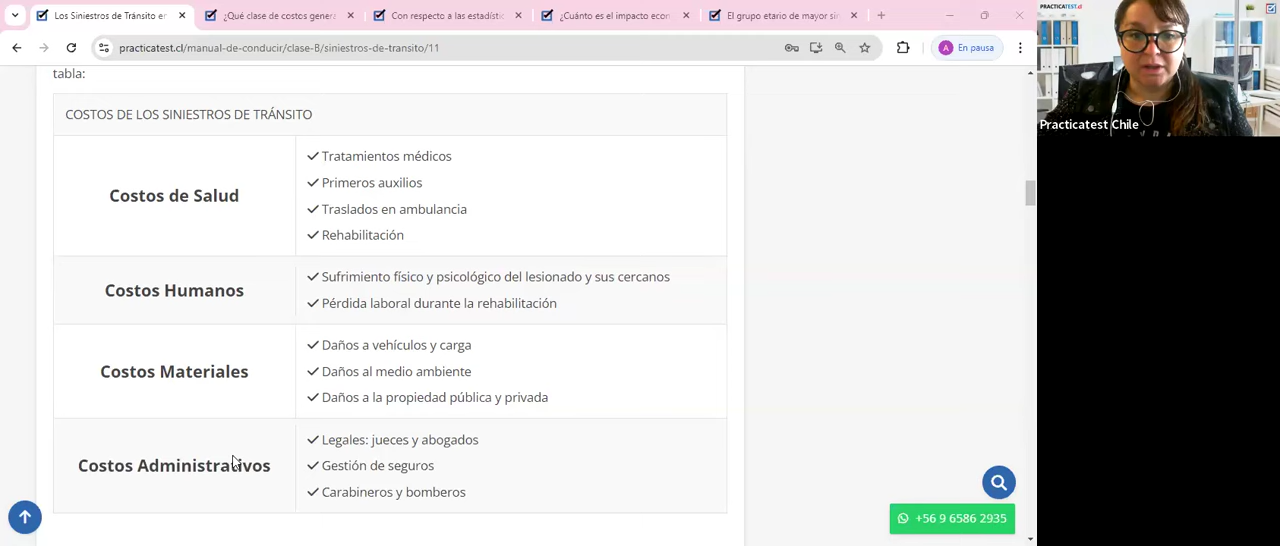 Los Siniestros de Tránsito en
¿Qué clase de costos genera
Con respecto a las estadístic
¿Cuánto es el impacto econ
El grupo etario de mayor sin
practicatest.cl/manual-de-conducir/clase-B/siniestros-de-transito/11
A En pausa
PRACTICATEST.cl
Practicatest Chile
tabla:
COSTOS DE LOS SINIESTROS DE TRÁNSITO
Costos de Salud
Tratamientos médicos
Primeros auxilios
Traslados en ambulancia
Rehabilitación
Costos Humanos
Sufrimiento físico y psicológico del lesionado y sus cercanos
Pérdida laboral durante la rehabilitación
Costos Materiales
Daños a vehículos y carga
Daños al medio ambiente
Daños a la propiedad pública y privada
Costos Administrativos
Legales: jueces y abogados
Gestión de seguros
Carabineros y bomberos
+56 9 6586 2935